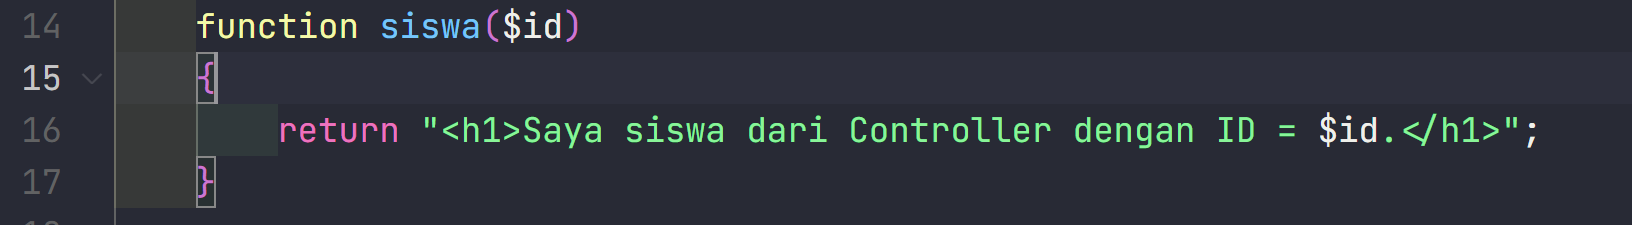 14 function siswa($id)
15 {
16 return "<h1>Saya siswa dari Controller dengan ID = $id.</h1>";
17 }